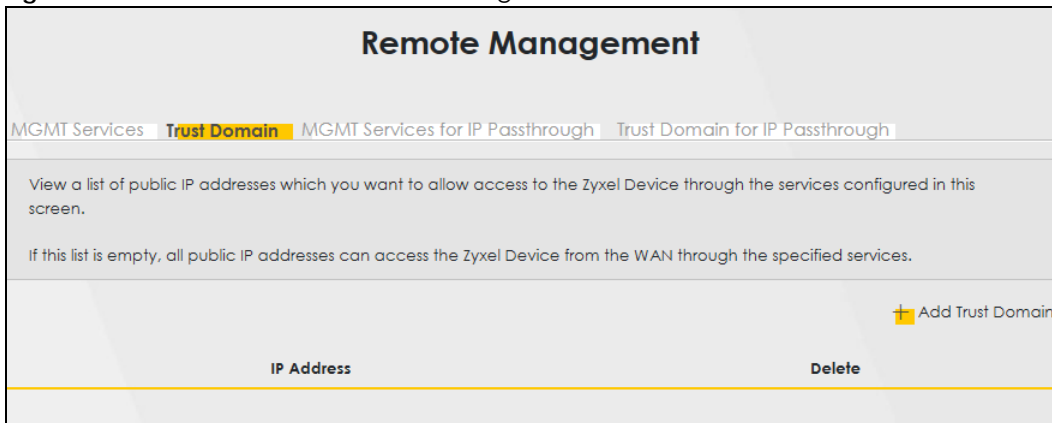 Remote Management
MGMT Services Trust Domain MGMT Services for IP Passthrough Trust Domain for IP Passthrough
View a list of public IP addresses which you want to allow access to the Zyxel Device through the services configured in this
screen.
If this list is empty, all public IP addresses can access the Zyxel Device from the WAN through the specified services.
+ Add Trust Domain
IP Address Delete